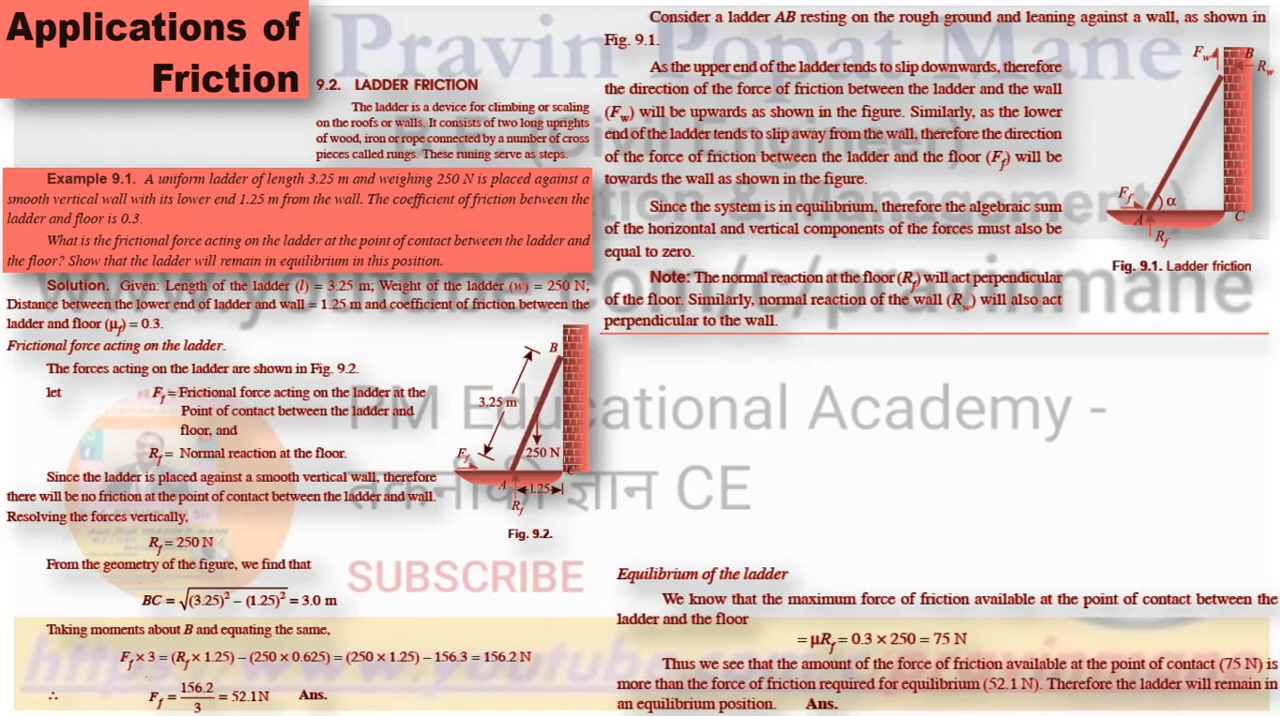 Applications of
Friction
9.2. LADDER FRICTION
The ladder is a device for climbing or scaling
on the roofs or walls. It consists of two long uprights
of wood, iron or rope connected by a number of cross
pieces called rungs. These runing serve as steps.
Example 9.1. A uniform ladder of length 3.25 m and weighing 250 N is placed against a
smooth vertical wall with its lower end 1.25 m from the wall. The coefficient of friction between the
ladder and floor is 0.3.
What is the frictional force acting on the ladder at the point of contact between the ladder and
the floor? Show that the ladder will remain in equilibrium in this position.
Solution. Given: Length of the ladder (l) = 3.25 m; Weight of the ladder (w) = 250 N;
Distance between the lower end of ladder and wall = 1.25 m and coefficient of friction between the
ladder and floor (μf) = 0.3.
Frictional force acting on the ladder.
The forces acting on the ladder are shown in Fig. 9.2.
let Ff = Frictional force acting on the ladder at the
Point of contact between the ladder and
floor, and
Rf = Normal reaction at the floor.
Since the ladder is placed against a smooth vertical wall, therefore
there will be no friction at the point of contact between the ladder and wall.
Resolving the forces vertically,
Rf = 250 N
From the geometry of the figure, we find that
BC = √(3.25)² – (1.25)² = 3.0 m
Taking moments about B and equating the same,
Ff × 3 = (Rf × 1.25) – (250 × 0.625) = (250 × 1.25) – 156.3 = 156.2 N
∴ Ff = 156.2/3 = 52.1N Ans.
B
3.25 m
Ff
250 N
C
A
1.25
Rf
Fig. 9.2.
Consider a ladder AB resting on the rough ground and leaning against a wall, as shown in
Fig. 9.1.
As the upper end of the ladder tends to slip downwards, therefore
the direction of the force of friction between the ladder and the wall
(Fw) will be upwards as shown in the figure. Similarly, as the lower
end of the ladder tends to slip away from the wall, therefore the direction
of the force of friction between the ladder and the floor (Ff) will be
towards the wall as shown in the figure.
Since the system is in equilibrium, therefore the algebraic sum
of the horizontal and vertical components of the forces must also be
equal to zero.
Note: The normal reaction at the floor (Rf) will act perpendicular
of the floor. Similarly, normal reaction of the wall (Rw) will also act
perpendicular to the wall.
Fw
B
Rw
Ff
α
A
C
Rf
Fig. 9.1. Ladder friction
Equilibrium of the ladder
We know that the maximum force of friction available at the point of contact between the
ladder and the floor
= μRf = 0.3 × 250 = 75 N
Thus we see that the amount of the force of friction available at the point of contact (75 N) is
more than the force of friction required for equilibrium (52.1 N). Therefore the ladder will remain in
an equilibrium position. Ans.
Pravin Popat Mane
PM Educational Academy -
तकनीकी ज्ञान CE
SUBSCRIBE